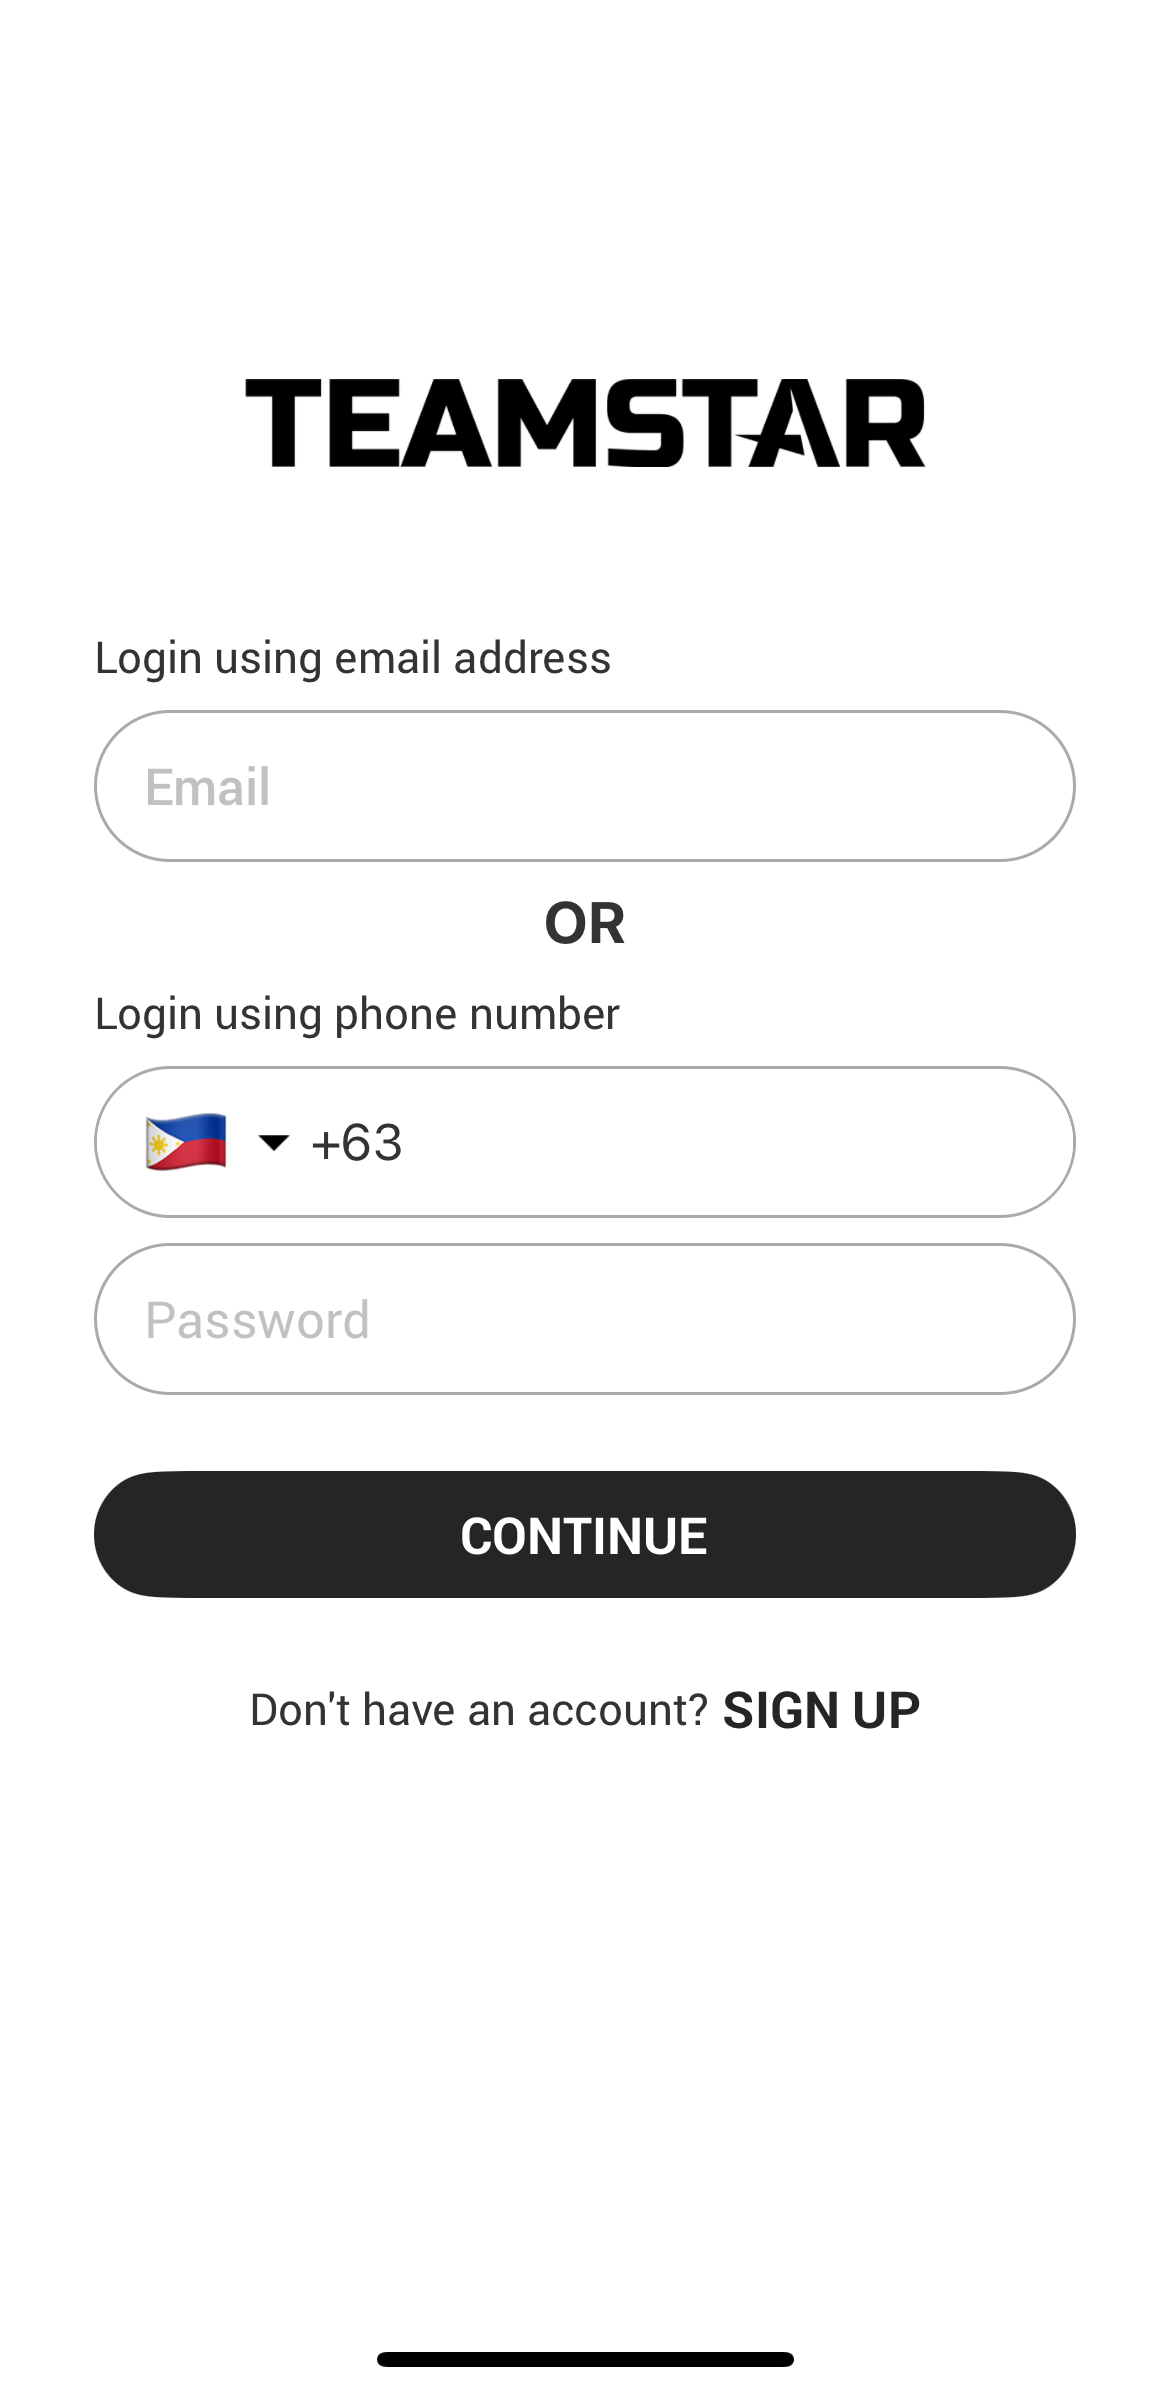 TEAMSTAR
Login using email address
Email
OR
Login using phone number
+63
Password
CONTINUE
Don't have an account? SIGN UP